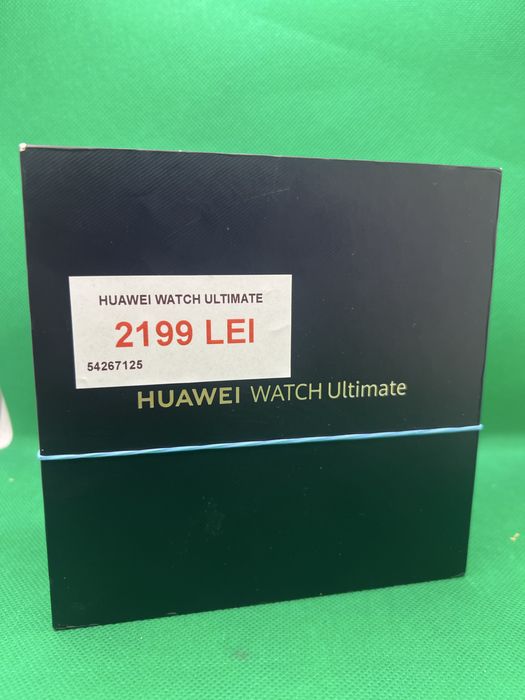 HUAWEI WATCH ULTIMATE
2199 LEI
54267125
HUAWEI WATCH Ultimate